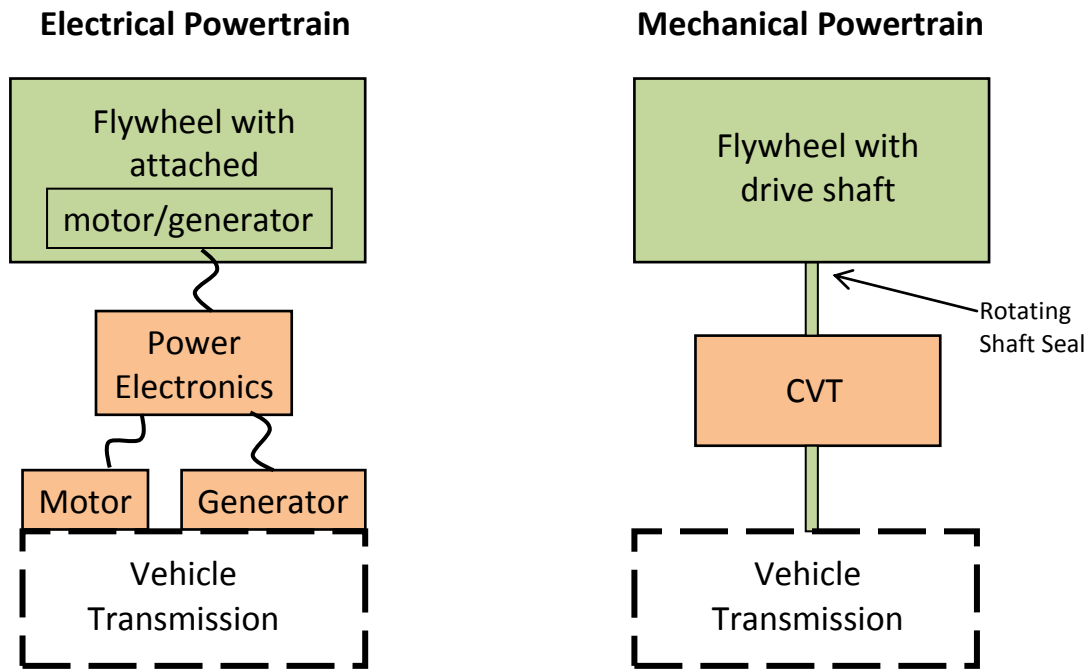 Electrical Powertrain
Flywheel with
attached
motor/generator
Power
Electronics
Motor
Generator
Vehicle
Transmission
Mechanical Powertrain
Flywheel with
drive shaft
Rotating
Shaft Seal
CVT
Vehicle
Transmission